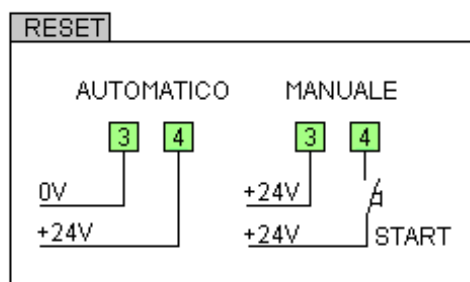 RESET
AUTOMATICO MANUALE
3 4 3 4
0V +24V
+24V +24V START